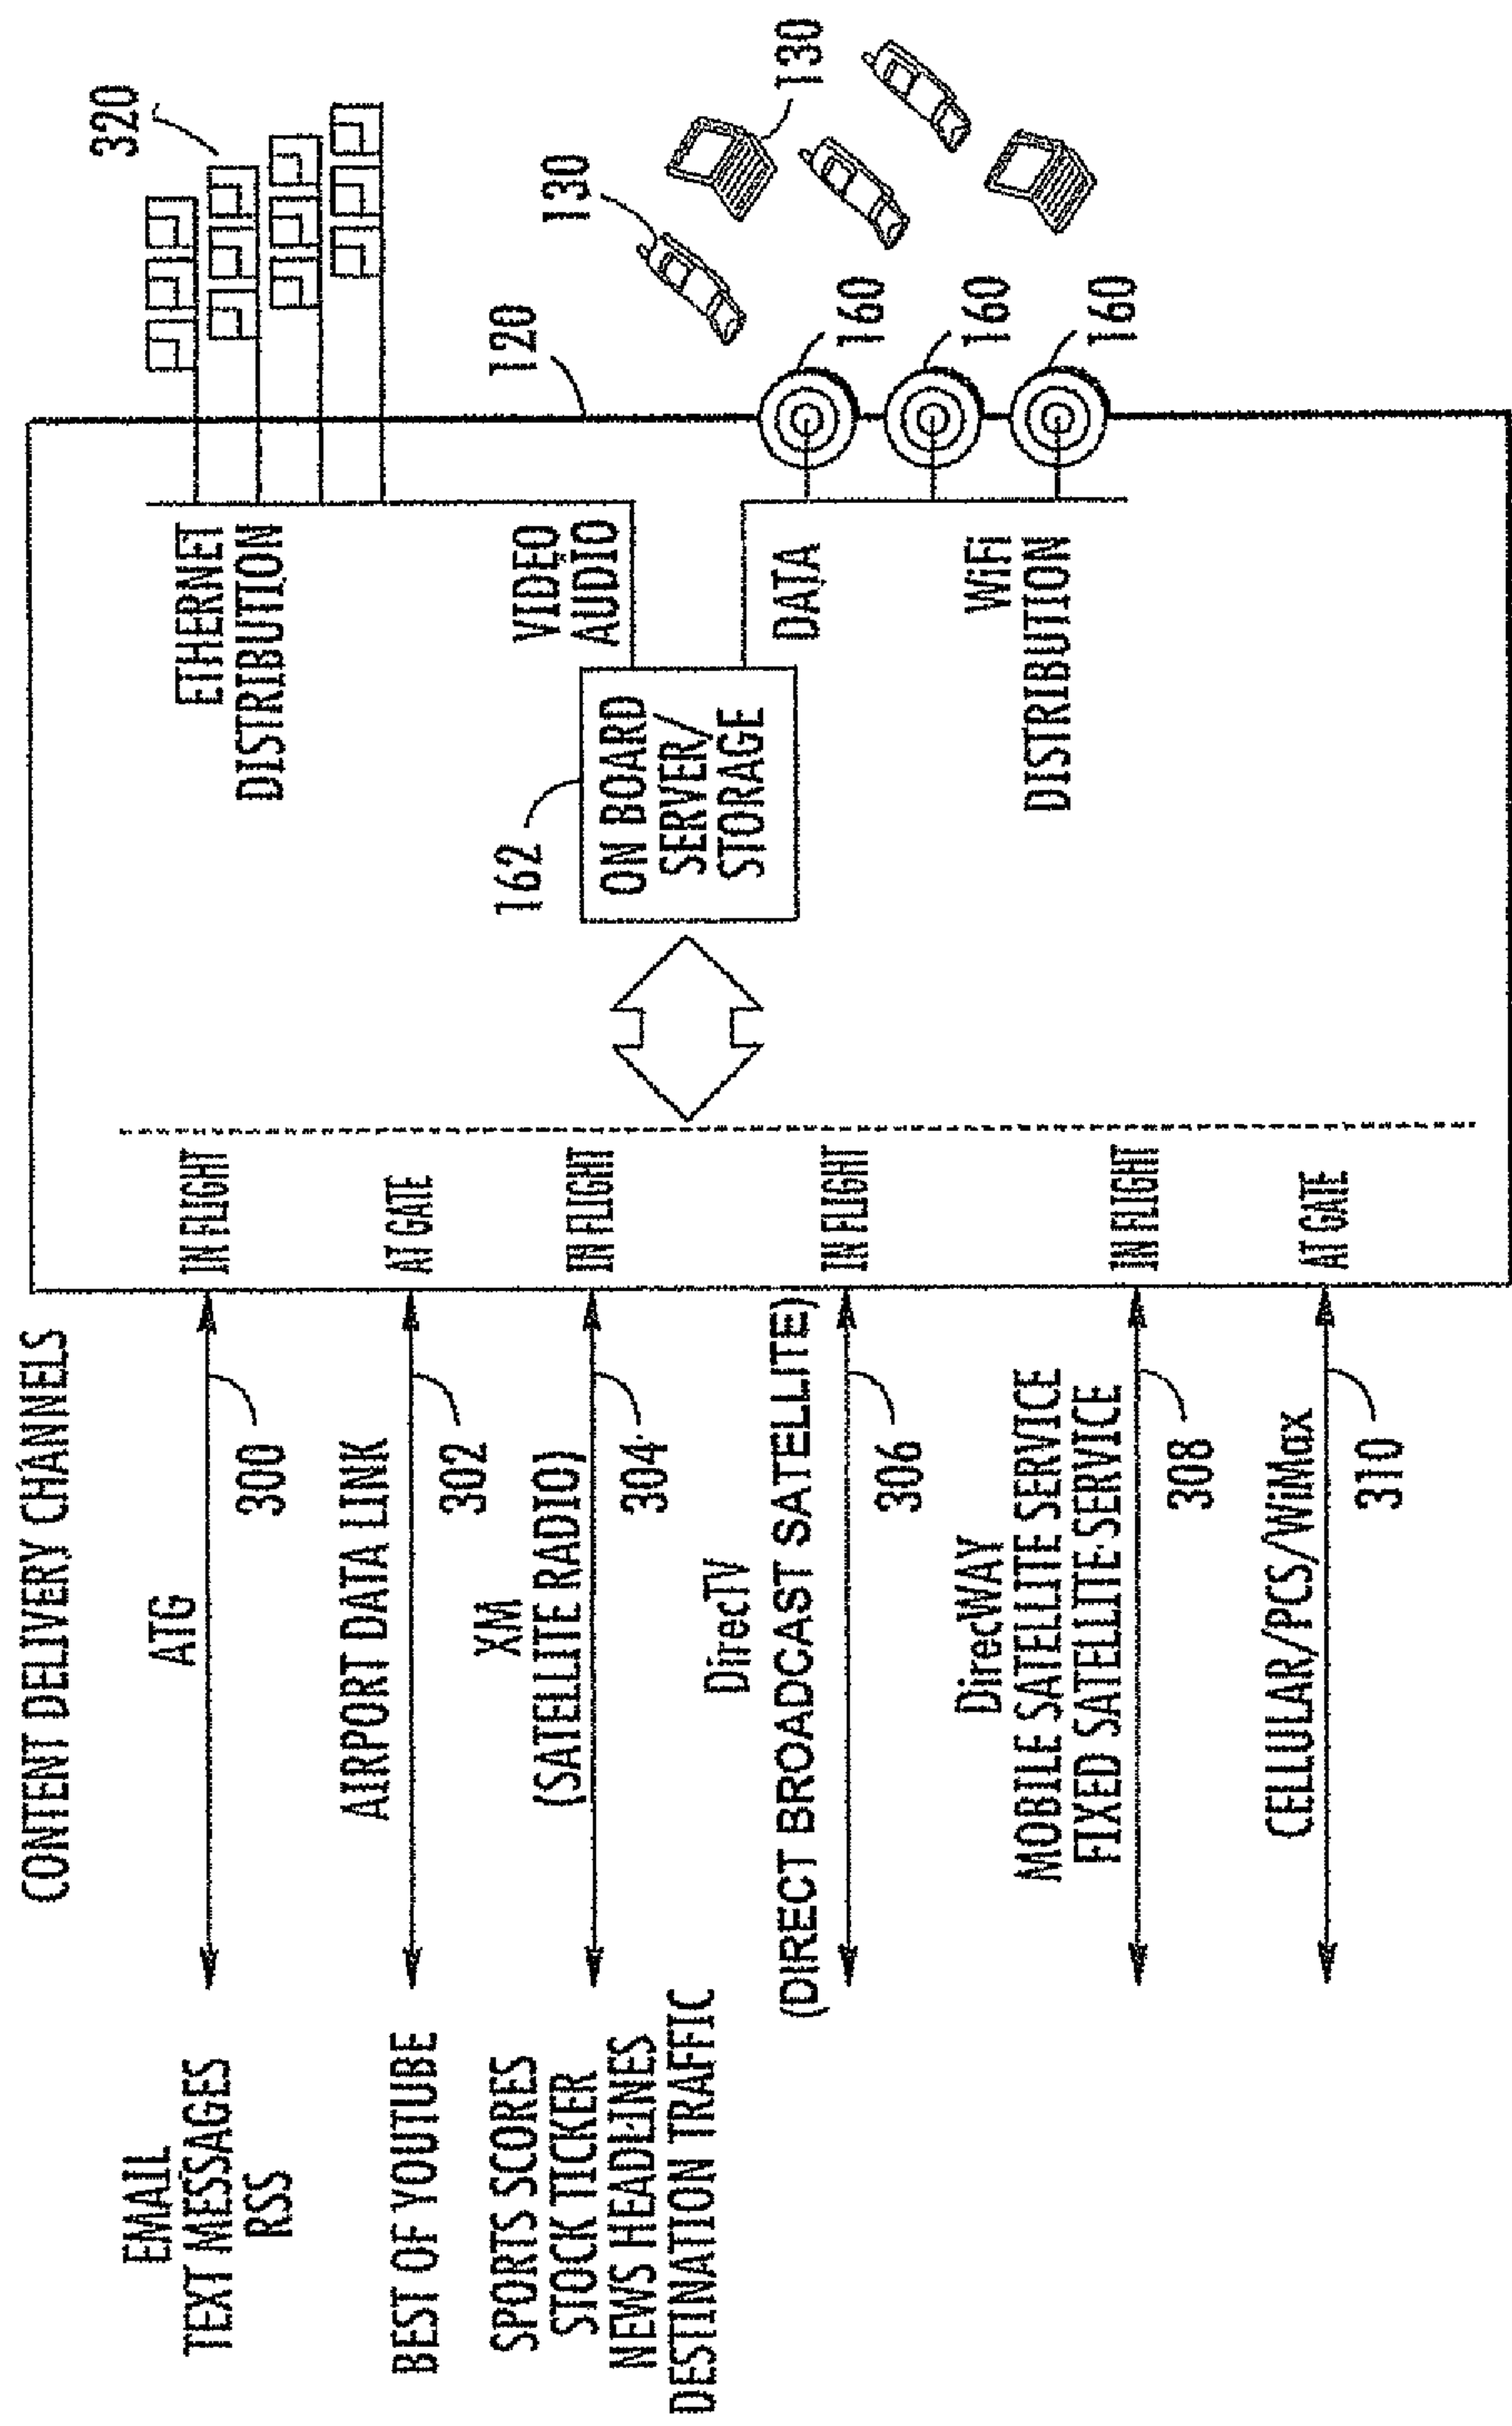 CONTENT DELIVERY CHANNELS
EMAIL
TEXT MESSAGES
RSS
ATG
300
IN FLIGHT
BEST OF YOUTUBE
AIRPORT DATA LINK
302
AT GATE
SPORTS SCORES
STOCK TICKER
NEWS HEADLINES
DESTINATION TRAFFIC
XM
(SATELLITE RADIO)
304
IN FLIGHT
DirecTV
(DIRECT BROADCAST SATELLITE)
306
IN FLIGHT
DirecWAY
MOBILE SATELLITE SERVICE
FIXED SATELLITE SERVICE
308
IN FLIGHT
CELLULAR/PCS/WiMax
310
AT GATE
162
ON BOARD
SERVER/
STORAGE
ETHERNET
DISTRIBUTION
VIDEO
AUDIO
DATA
WiFi
DISTRIBUTION
320
120
130
130
160
160
160